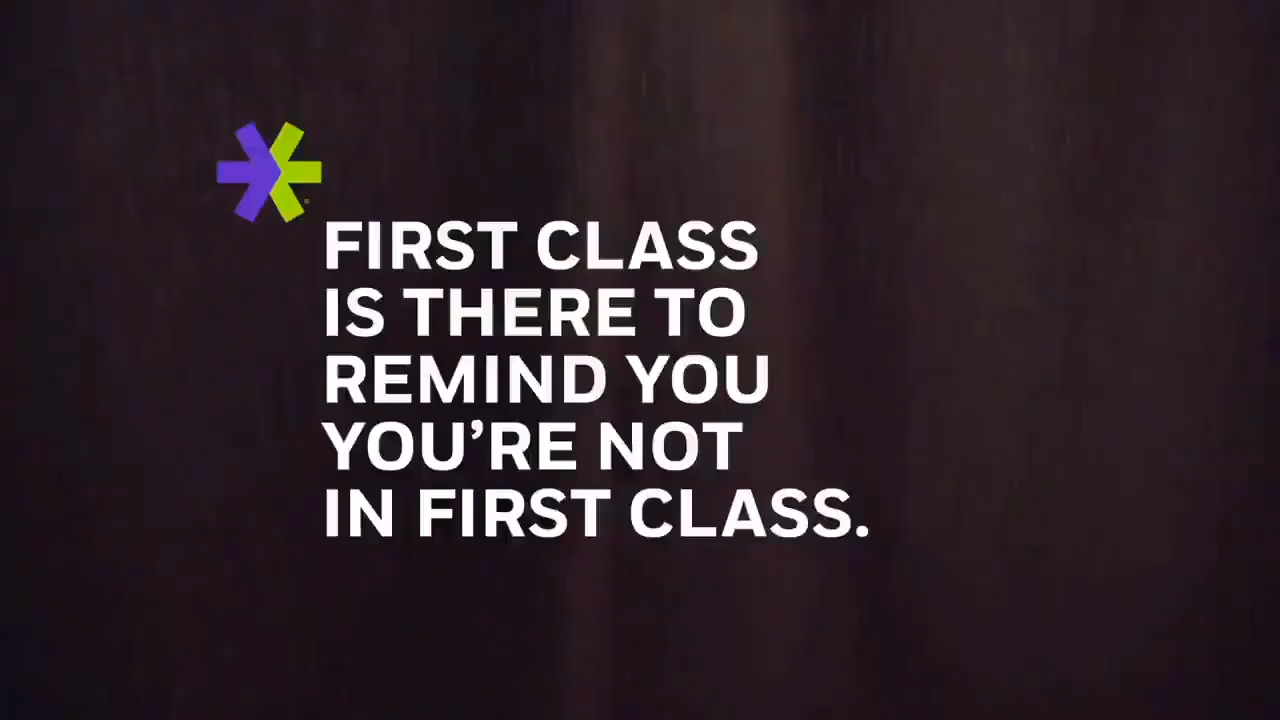 FIRST CLASS
IS THERE TO
REMIND YOU
YOU’RE NOT
IN FIRST CLASS.